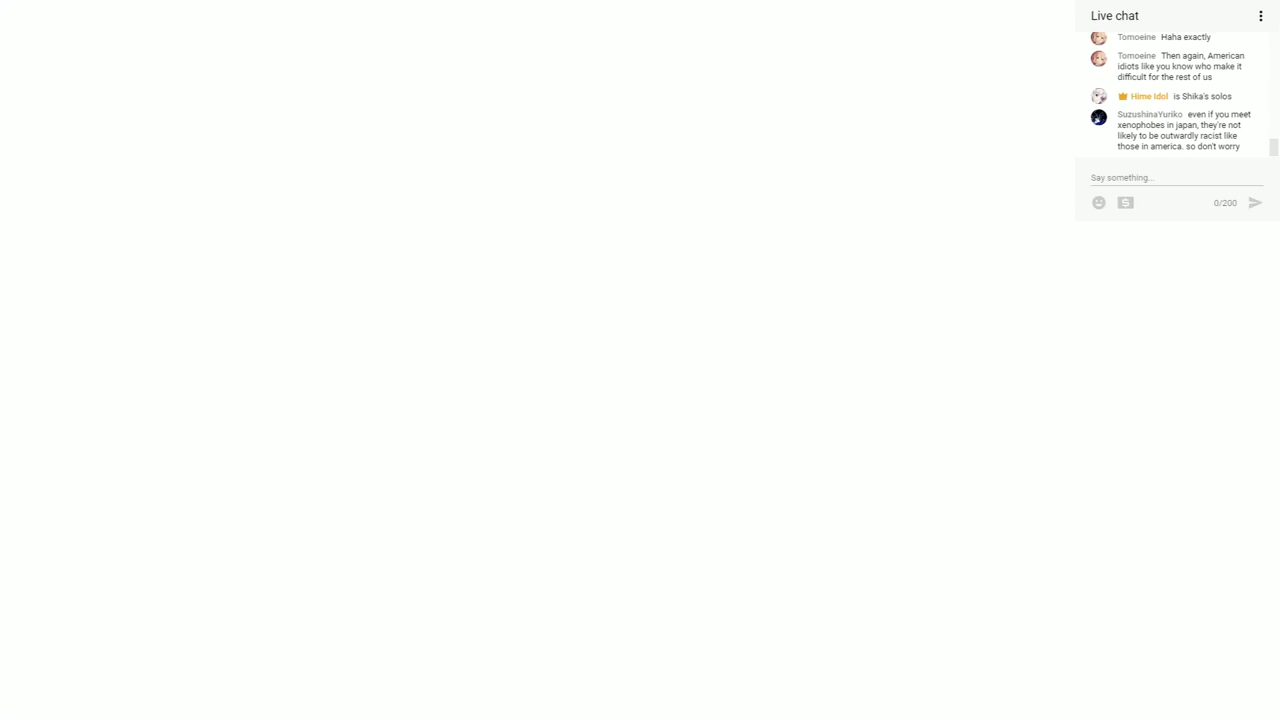 Live chat
Tomoeine Haha exactly
Tomoeine Then again, American
idiots like you know who make it
difficult for the rest of us
Hime Idol is Shika's solos
SuzushinaYuriko even if you meet
xenophobes in japan, they're not
likely to be outwardly racist like
those in america. so don't worry
Say something...
0/200